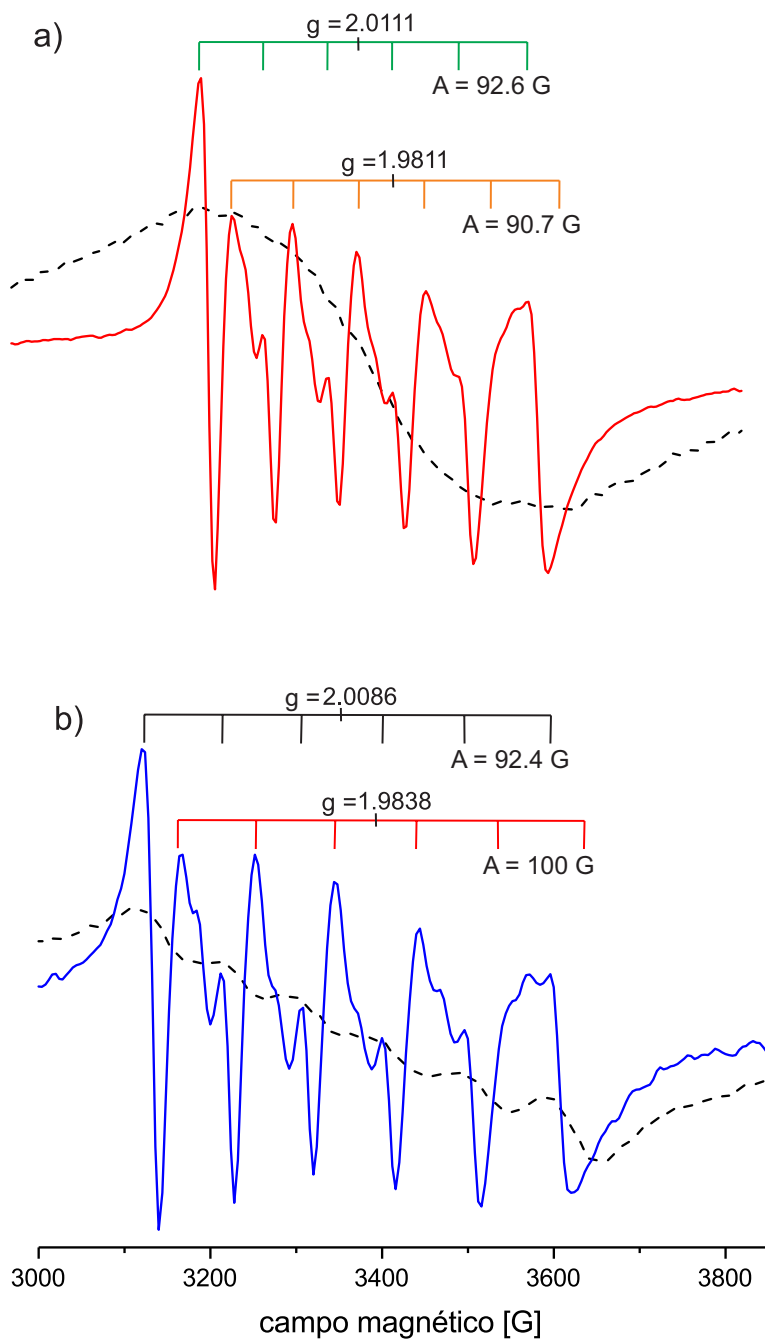 a)
g = 2.0111
A = 92.6 G
g = 1.9811
A = 90.7 G
b)
g = 2.0086
A = 92.4 G
g = 1.9838
A = 100 G
3000 3200 3400 3600 3800
campo magnético [G]